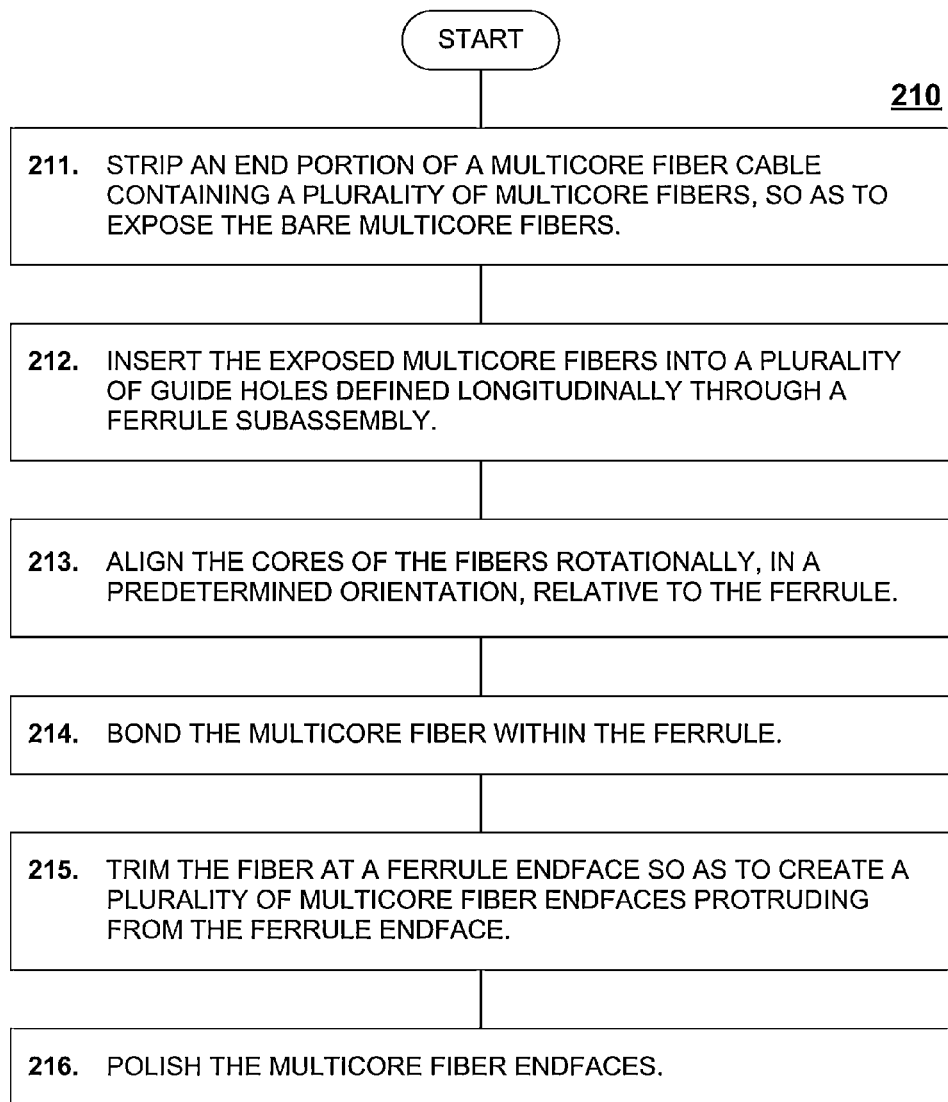 START
210
211. STRIP AN END PORTION OF A MULTICORE FIBER CABLE
CONTAINING A PLURALITY OF MULTICORE FIBERS, SO AS TO
EXPOSE THE BARE MULTICORE FIBERS.
212. INSERT THE EXPOSED MULTICORE FIBERS INTO A PLURALITY
OF GUIDE HOLES DEFINED LONGITUDINALLY THROUGH A
FERRULE SUBASSEMBLY.
213. ALIGN THE CORES OF THE FIBERS ROTATIONALLY, IN A
PREDETERMINED ORIENTATION, RELATIVE TO THE FERRULE.
214. BOND THE MULTICORE FIBER WITHIN THE FERRULE.
215. TRIM THE FIBER AT A FERRULE ENDFACE SO AS TO CREATE A
PLURALITY OF MULTICORE FIBER ENDFACES PROTRUDING
FROM THE FERRULE ENDFACE.
216. POLISH THE MULTICORE FIBER ENDFACES.